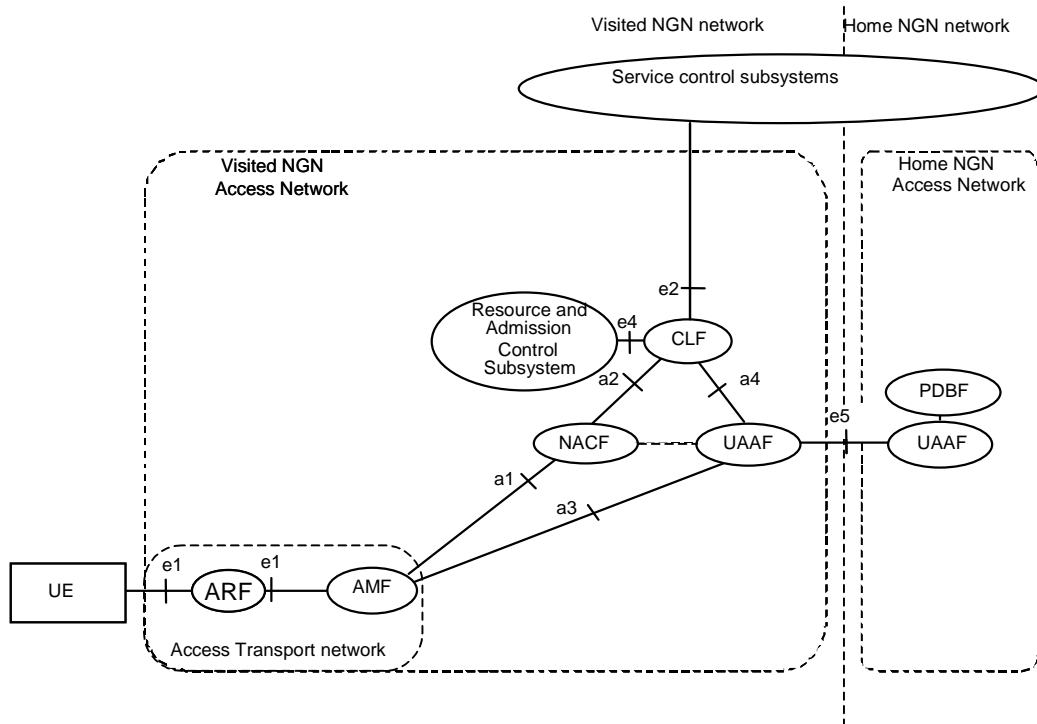 Visited NGN network
Home NGN network
Service control subsystems
Visited NGN
Access Network
Home NGN
Access Network
e2
Resource and
Admission
Control
Subsystem
e4
CLF
a2
a4
PDBF
e5
NACF
UAAF
UAAF
a1
a3
e1
e1
UE
ARF
AMF
Access Transport network